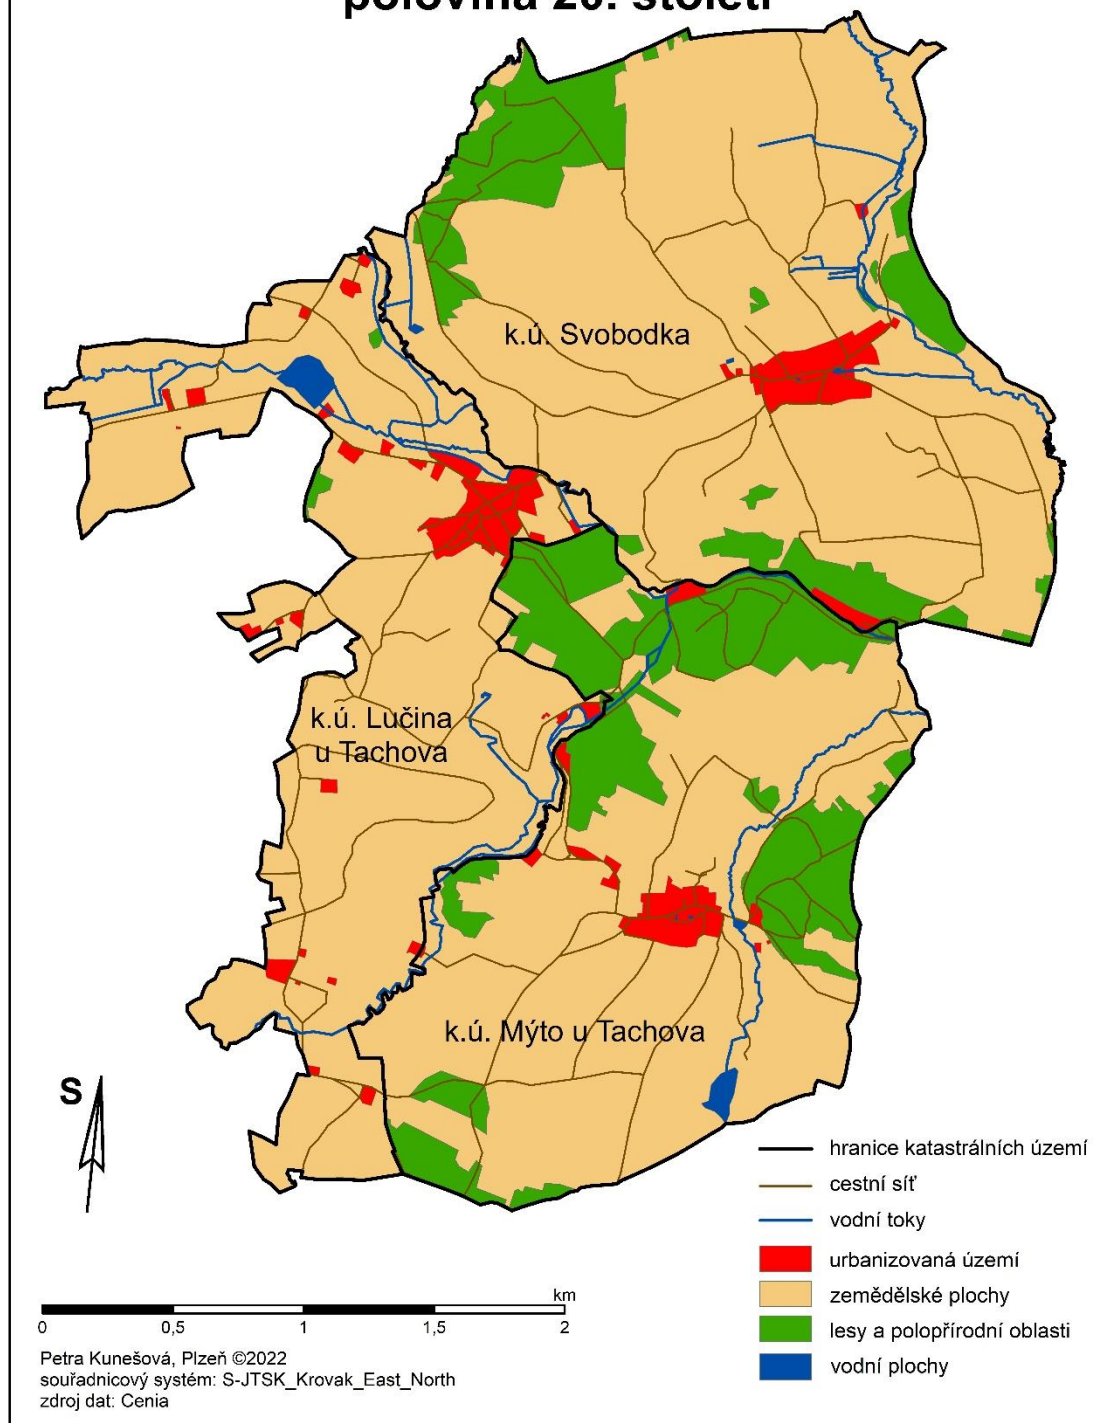 polovina 20. století
k.ú. Svobodka
k.ú. Lučina
u Tachova
k.ú. Mýto u Tachova
S
hranice katastrálních území
cestní síť
vodní toky
urbanizovaná území
zemědělské plochy
lesy a polopřírodní oblasti
vodní plochy
km
0 0,5 1 1,5 2
Petra Kunešová, Plzeň ©2022
souřadnicový systém: S-JTSK_Krovak_East_North
zdroj dat: Cenia